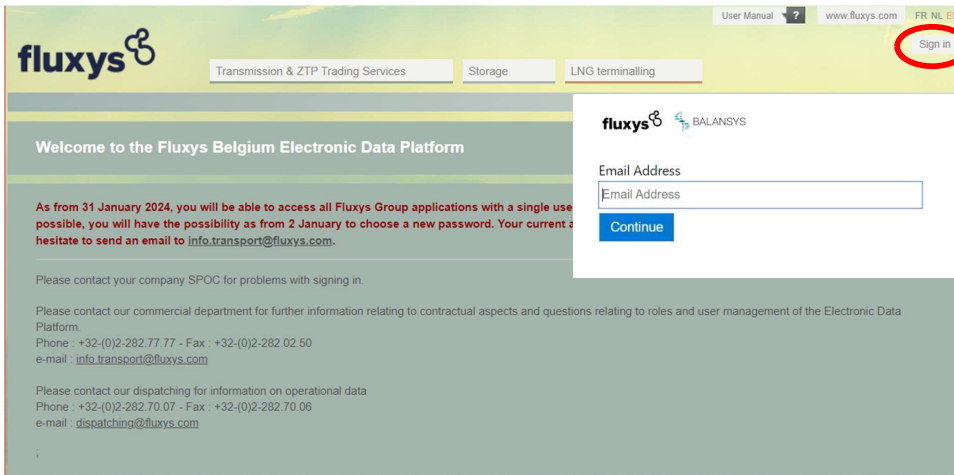 User Manual ? www.fluxys.com FR NL
Sign in
fluxys
Transmission & ZTP Trading Services Storage LNG terminalling
fluxys BALANSYS
Welcome to the Fluxys Belgium Electronic Data Platform
Email Address
Email Address
Continue
As from 31 January 2024, you will be able to access all Fluxys Group applications with a single use
possible, you will have the possibility as from 2 January to choose a new password. Your current a
hesitate to send an email to info.transport@fluxys.com.
Please contact your company SPOC for problems with signing in.
Please contact our commercial department for further information relating to contractual aspects and questions relating to roles and user management of the Electronic Data
Platform.
Phone : +32-(0)2-282.77.77 - Fax : +32-(0)2-282.02.50
e-mail : info.transport@fluxys.com
Please contact our dispatching for information on operational data
Phone : +32-(0)2-282.70.07 - Fax : +32-(0)2-282.70.06
e-mail : dispatching@fluxys.com
;